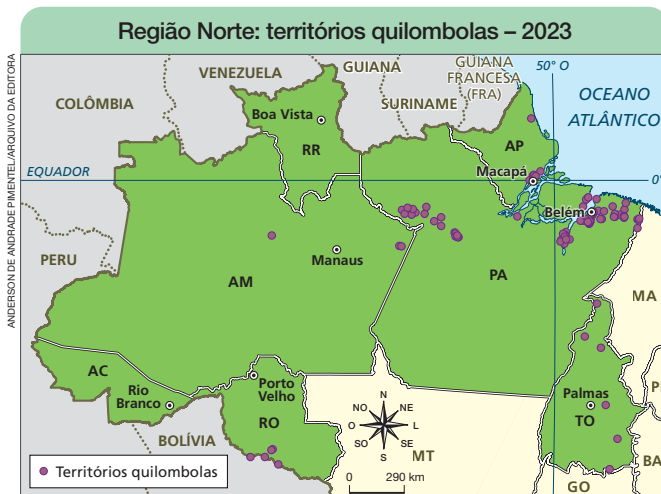 Região Norte: territórios quilombolas – 2023
ANDERSON DE ANDRADE PIMENTEL/ARQUIVO DA EDITORA
VENEZUELA
GUIANA
GUIANA
FRANCESA
(FRA)
50° O
COLÔMBIA
SURINAME
OCEANO
ATLÂNTICO
Boa Vista
RR
AP
EQUADOR
Macapá
0°
Belém
PERU
Manaus
AM
PA
MA
AC
Rio
Branco
Porto
Velho
RO
Palmas
TO
P
BOLÍVIA
MT
BA
GO
N
NO
NE
O
L
SO
SE
S
Territórios quilombolas
0
290 km